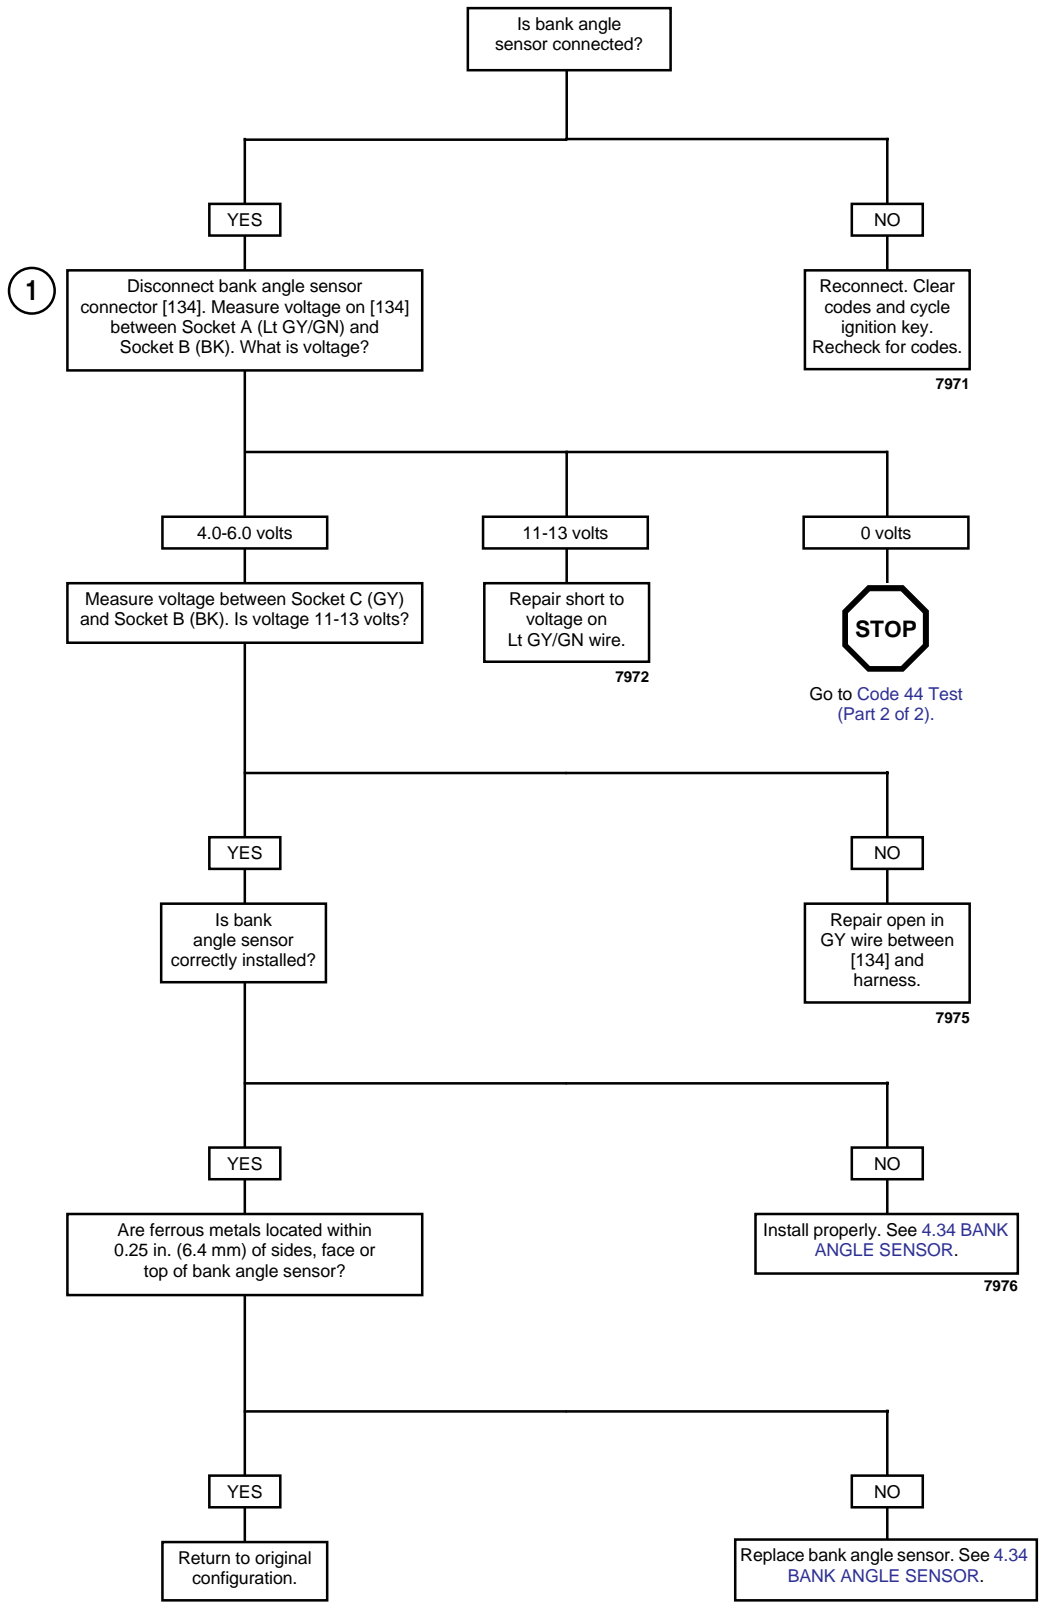 Is bank angle
sensor connected?
YES
NO
1
Disconnect bank angle sensor
connector [134]. Measure voltage on [134]
between Socket A (Lt GY/GN) and
Socket B (BK). What is voltage?
Reconnect. Clear
codes and cycle
ignition key.
Recheck for codes.
7971
4.0-6.0 volts
11-13 volts
0 volts
Measure voltage between Socket C (GY)
and Socket B (BK). Is voltage 11-13 volts?
Repair short to
voltage on
Lt GY/GN wire.
7972
STOP
Go to Code 44 Test
(Part 2 of 2).
YES
NO
Is bank
angle sensor
correctly installed?
Repair open in
GY wire between
[134] and
harness.
7975
YES
NO
Are ferrous metals located within
0.25 in. (6.4 mm) of sides, face or
top of bank angle sensor?
Install properly. See 4.34 BANK
ANGLE SENSOR.
7976
YES
NO
Return to original
configuration.
Replace bank angle sensor. See 4.34
BANK ANGLE SENSOR.